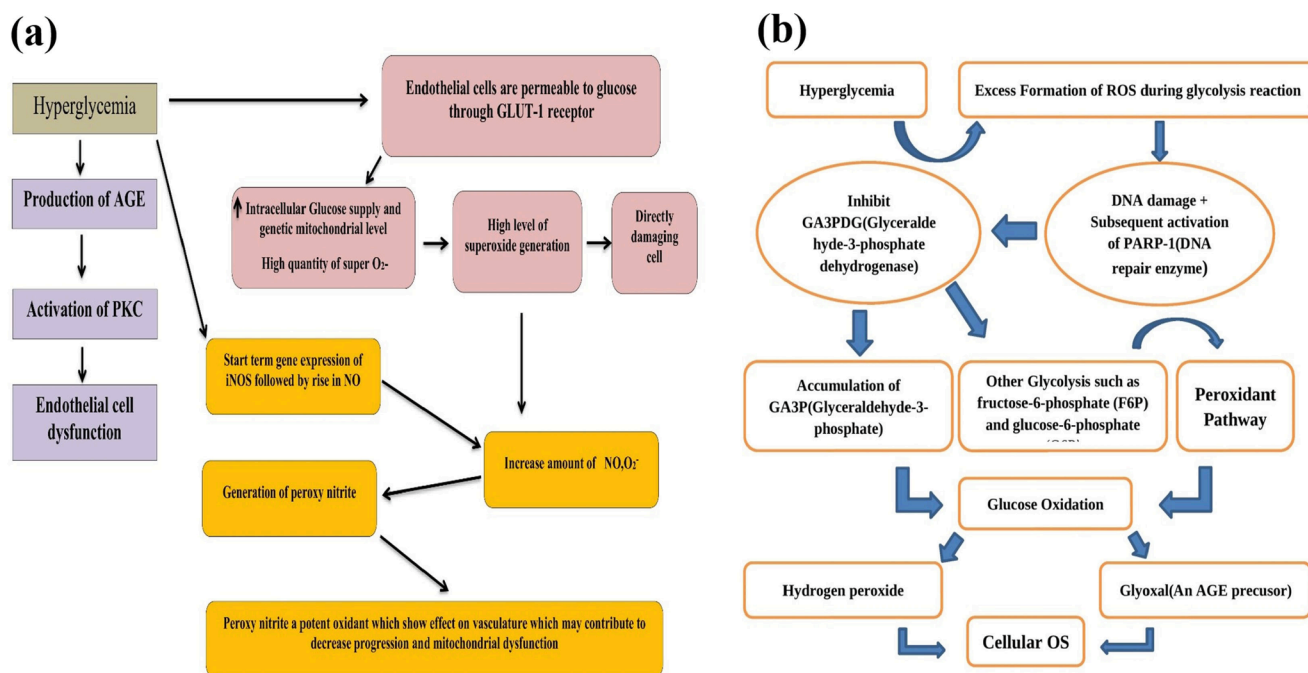 (a)
Hyperglycemia
Endothelial cells are permeable to glucose
through GLUT-1 receptor
Production of AGE
Intracellular Glucose supply and
genetic mitochondrial level
High quantity of super O₂-
High level of
superoxide generation
Directly
damaging
cell
Activation of PKC
Start term gene expression of
iNOS followed by rise in NO
Endothelial cell
dysfunction
Increase amount of NO,O₂⁻
Generation of peroxy nitrite
Peroxy nitrite a potent oxidant which show effect on vasculature which may contribute to
decrease progression and mitochondrial dysfunction
(b)
Hyperglycemia
Excess Formation of ROS during glycolysis reaction
Inhibit
GA3PDG(Glyceralde
hyde-3-phosphate
dehydrogenase)
DNA damage +
Subsequent activation
of PARP-1(DNA
repair enzyme)
Accumulation of
GA3P(Glyceraldehyde-3-
phosphate)
Other Glycolysis such as
fructose-6-phosphate (F6P)
and glucose-6-phosphate
Peroxidant
Pathway
Glucose Oxidation
Hydrogen peroxide
Glyoxal(An AGE precusor)
Cellular OS